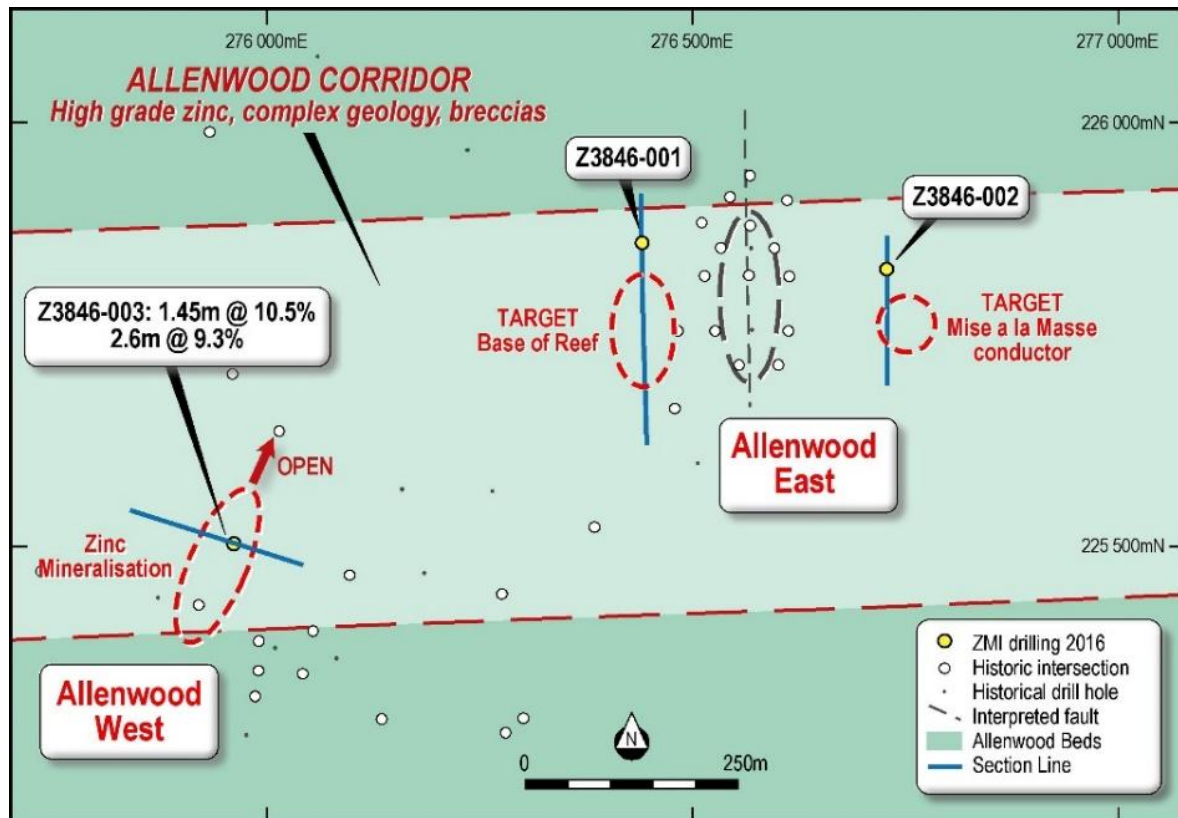 276 000mE
276 500mE
277 000mE
ALLENWOOD CORRIDOR
High grade zinc, complex geology, breccias
226 000mN
Z3846-001
Z3846-002
Z3846-003: 1.45m @ 10.5%
2.6m @ 9.3%
TARGET
Base of Reef
TARGET
Mise a la Masse
conductor
Allenwood
East
OPEN
Zinc
Mineralisation
225 500mN
Allenwood
West
N
0
250m
ZMI drilling 2016
Historic intersection
Historical drill hole
Interpreted fault
Allenwood Beds
Section Line